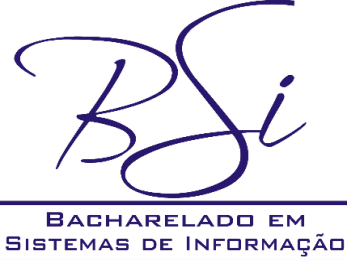 BSi
BACHARELADO EM
SISTEMAS DE INFORMAÇÃO